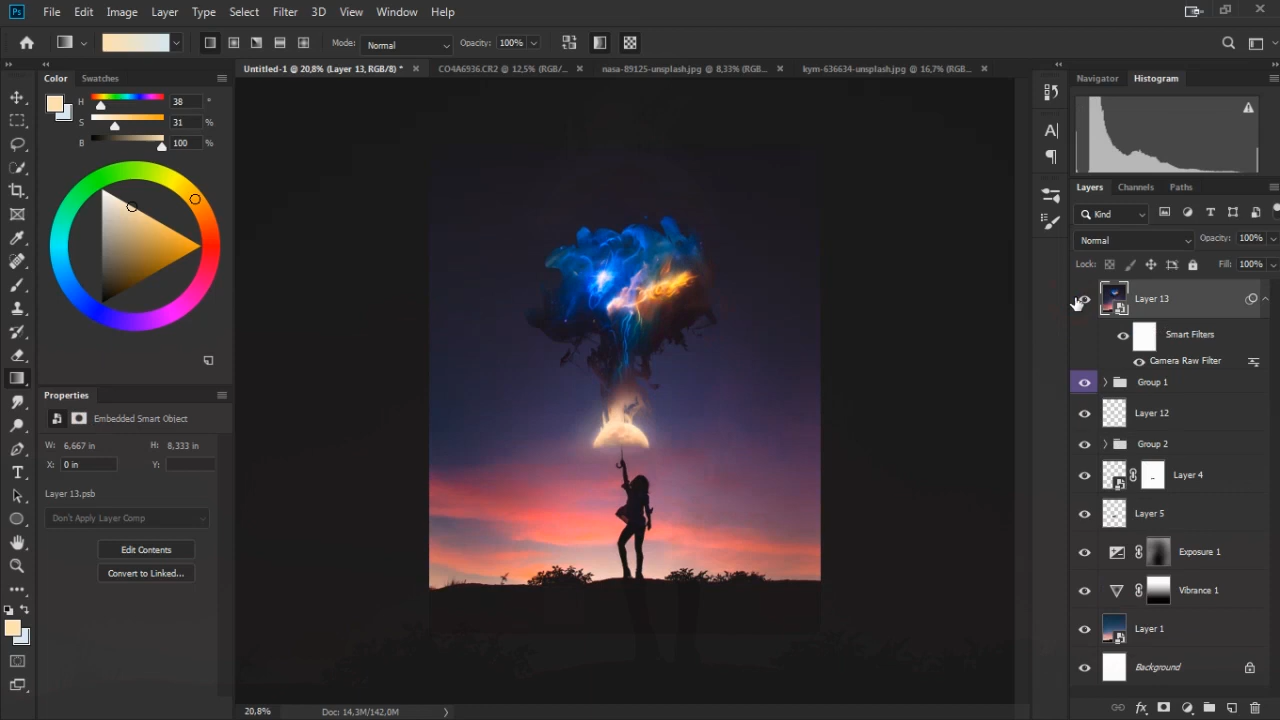 Ps File Edit Image Layer Type Select Filter 3D View Window Help
Mode: Normal Opacity: 100%
Untitled-1 @ 20,8% (Layer 13, RGB/8) * CO4A6936.CR2 @ 12,5% (RGB/... nasa-89125-unsplash.jpg @ 8,33% (RGB... kym-636634-unsplash.jpg @ 16,7% (RGB...
Color Swatches
H 38 °
S 31 %
B 100 %
Properties
Embedded Smart Object
W: 6,667 in H: 8,333 in
X: 0 in Y:
Layer 13.psb
Don't Apply Layer Comp
Edit Contents
Convert to Linked...
20,8% Doc: 14,3M/142,0M
Navigator Histogram
Layers Channels Paths
Kind
Normal Opacity: 100%
Lock: Fill: 100%
Layer 13
Smart Filters
Camera Raw Filter
Group 1
Layer 12
Group 2
Layer 4
Layer 5
Exposure 1
Vibrance 1
Layer 1
Background